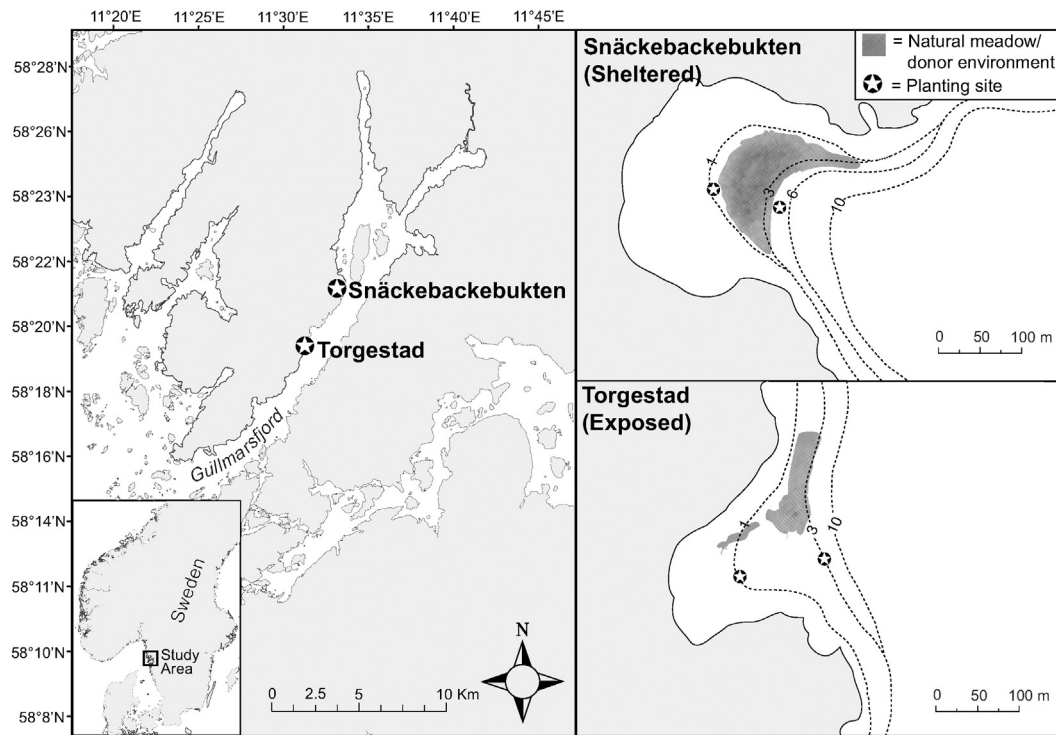 11°20'E 11°25'E 11°30'E 11°35'E 11°40'E 11°45'E
58°28'N
58°26'N
58°23'N
58°22'N
58°20'N
58°18'N
58°16'N
58°14'N
58°11'N
58°10'N
58°8'N
Snäckebackebukten
Torgestad
Gullmarsfjord
Sweden
Study
Area
N
0 2.5 5 10 Km
Snäckebackebukten
(Sheltered)
= Natural meadow/
donor environment
= Planting site
1
3
6
10
0 50 100 m
Torgestad
(Exposed)
1
3
10
0 50 100 m